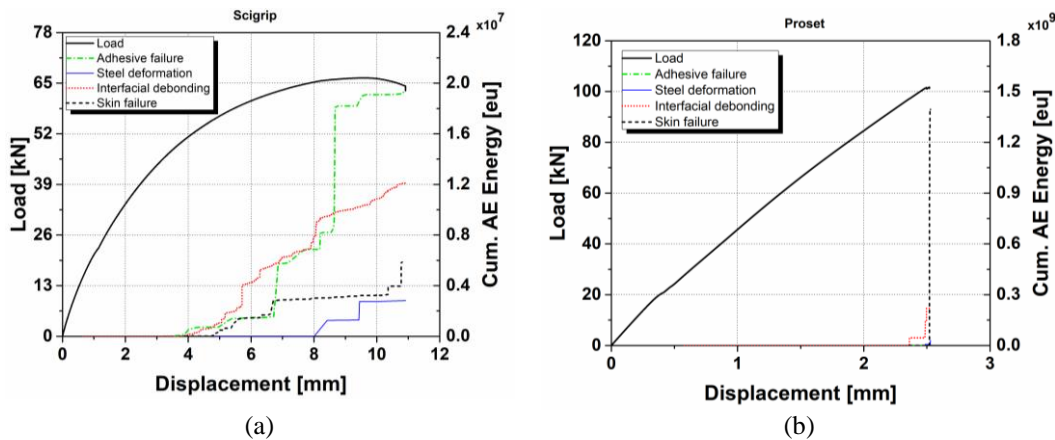 Scigrip
x10⁷
78
65
52
39
26
13
0
Load [kN]
Load
Adhesive failure
Steel deformation
Interfacial debonding
Skin failure
2.4
2.0
1.6
1.2
0.8
0.4
0.0
Cum. AE Energy [eu]
0 2 4 6 8 10 12
Displacement [mm]
(a)
Proset
x10⁹
120
100
80
60
40
20
0
Load [kN]
Load
Adhesive failure
Steel deformation
Interfacial debonding
Skin failure
1.8
1.5
1.2
0.9
0.6
0.3
0.0
Cum. AE Energy [eu]
0 1 2 3
Displacement [mm]
(b)